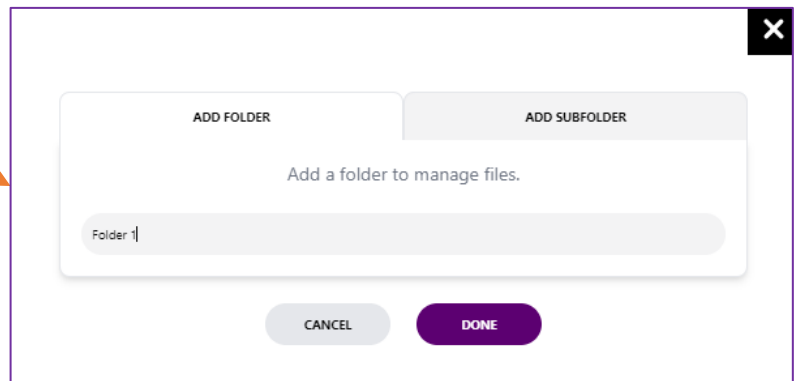 ADD FOLDER
ADD SUBFOLDER
Add a folder to manage files.
Folder 1
CANCEL
DONE